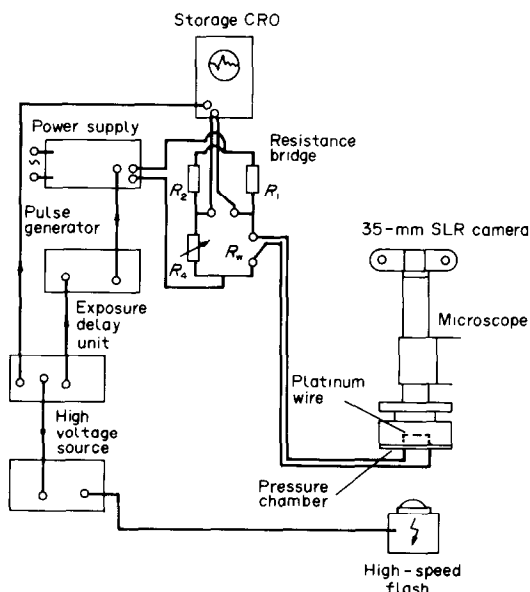 Storage CRO
Power supply
Resistance
bridge
R₂
R₁
Pulse
generator
35-mm SLR camera
R₄
Rw
Exposure
delay
unit
Microscope
Platinum
wire
High
voltage
source
Pressure
chamber
High-speed
flash